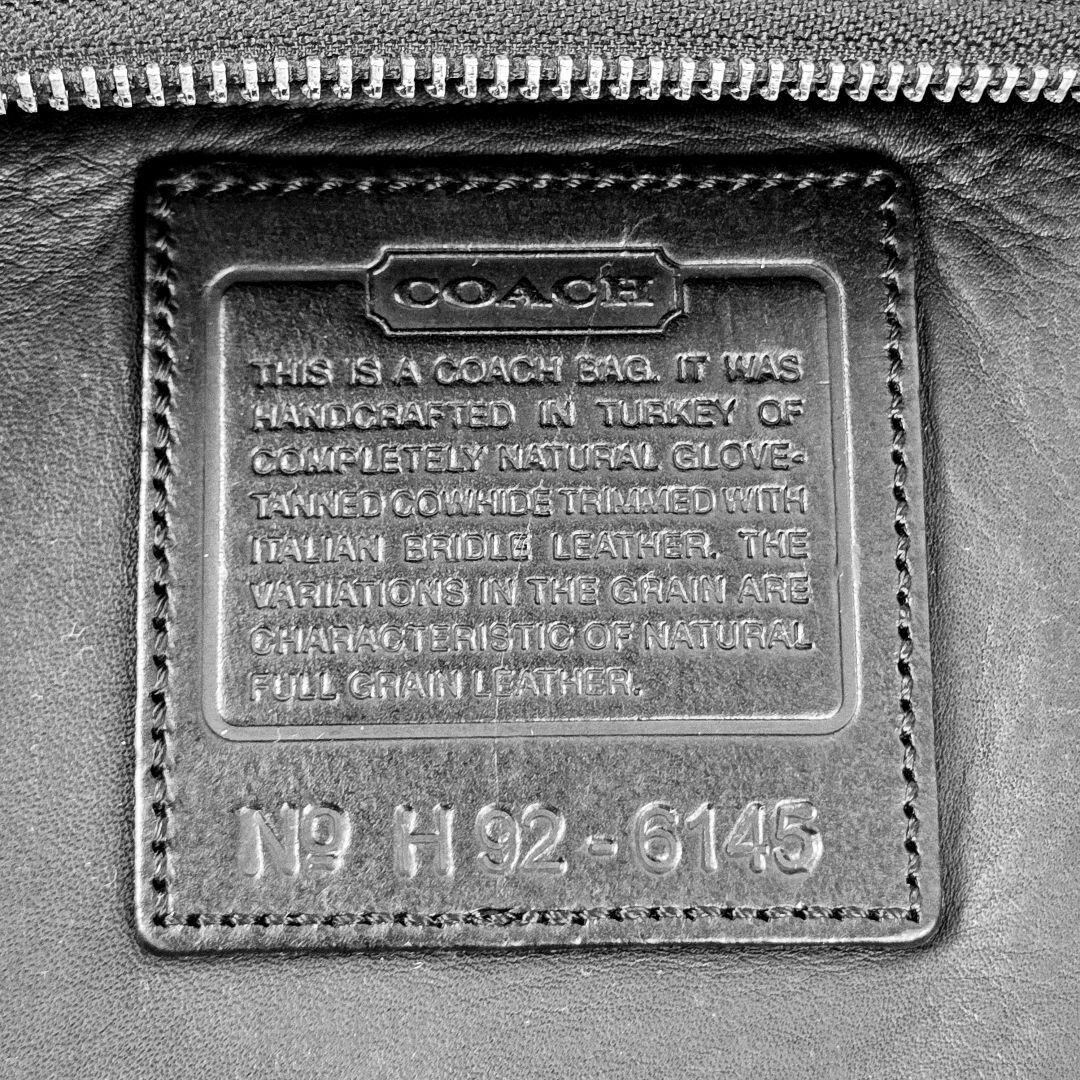 COACH
THIS IS A COACH BAG. IT WAS
HANDCRAFTED IN TURKEY OF
COMPLETELY NATURAL GLOVE-
TANNED COWHIDE TRIMMED WITH
ITALIAN BRIDLE LEATHER. THE
VARIATIONS IN THE GRAIN ARE
CHARACTERISTIC OF NATURAL
FULL GRAIN LEATHER.
Nº H92-6145